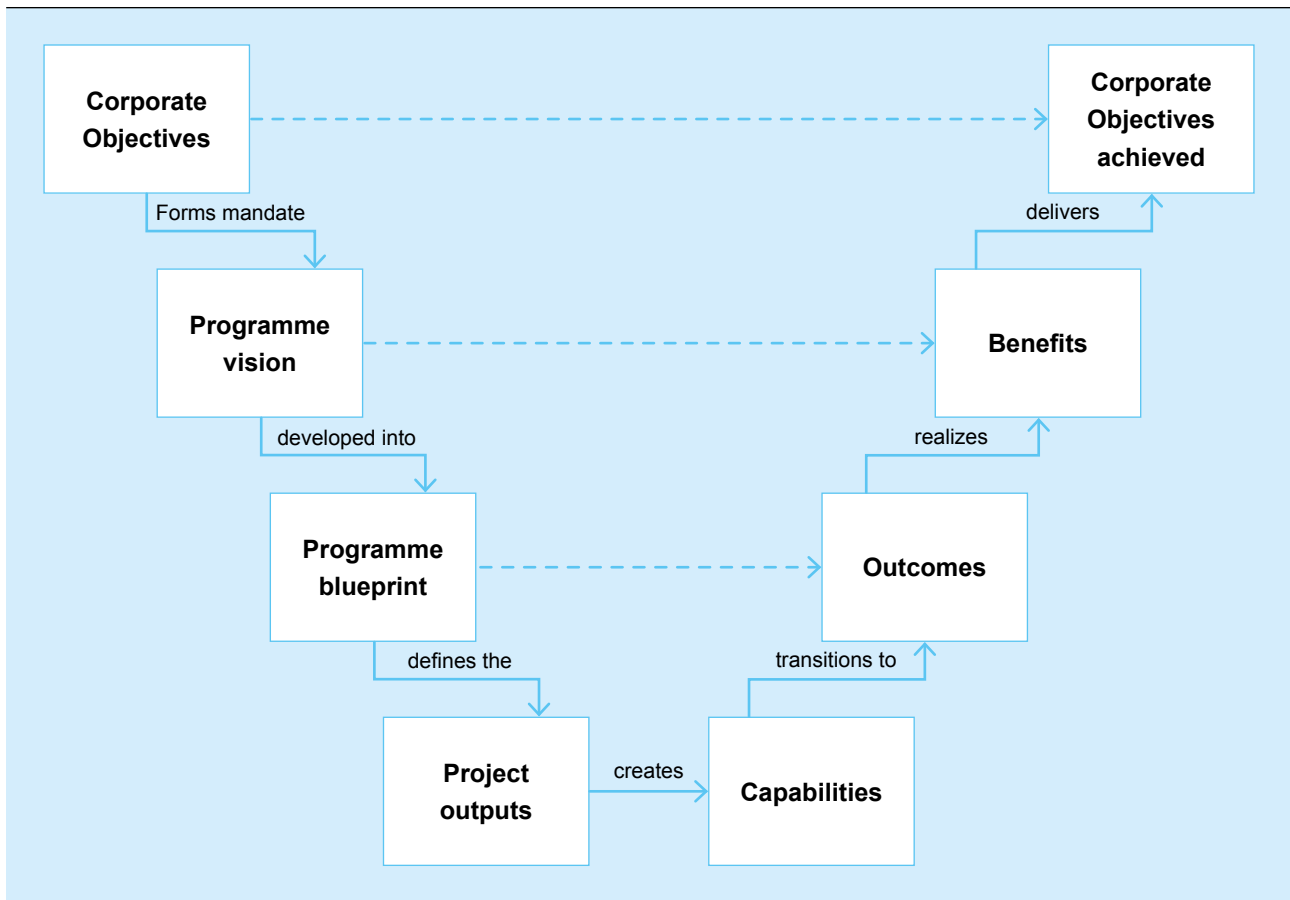 Corporate
Objectives
Corporate
Objectives
achieved
Forms mandate
delivers
Programme
vision
Benefits
developed into
realizes
Programme
blueprint
Outcomes
defines the
transitions to
Project
outputs
creates
Capabilities